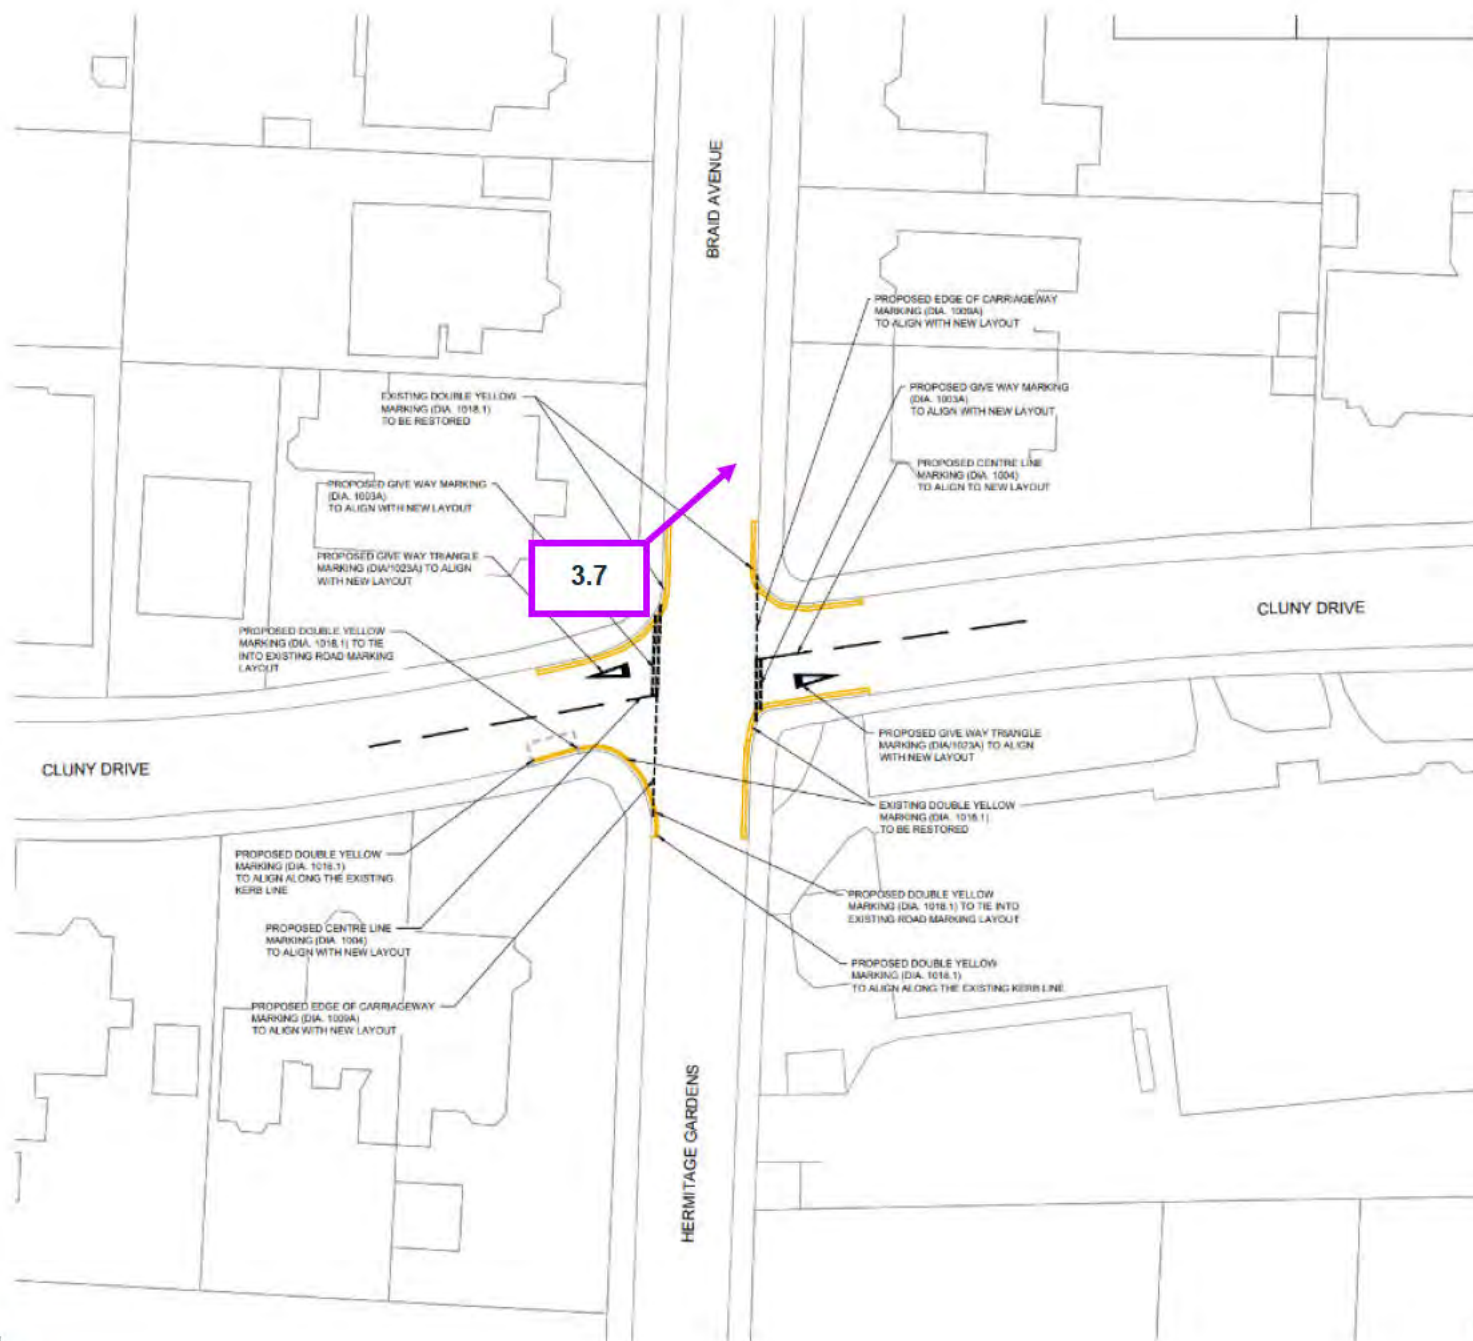 BRAID AVENUE
PROPOSED EDGE OF CARRIAGEWAY
MARKING (DIA. 1009A)
TO ALIGN WITH NEW LAYOUT
EXISTING DOUBLE YELLOW
MARKING (DIA. 1018.1)
TO BE RESTORED
PROPOSED GIVE WAY MARKING
(DIA. 1003A)
TO ALIGN WITH NEW LAYOUT
PROPOSED CENTRE LINE
MARKING (DIA. 1004)
TO ALIGN TO NEW LAYOUT
PROPOSED GIVE WAY MARKING
(DIA. 1003A)
TO ALIGN WITH NEW LAYOUT
PROPOSED GIVE WAY TRIANGLE
MARKING (DIA/1023A) TO ALIGN
WITH NEW LAYOUT
3.7
CLUNY DRIVE
PROPOSED DOUBLE YELLOW
MARKING (DIA. 1018.1) TO TIE
INTO EXISTING ROAD MARKING
LAYOUT
PROPOSED GIVE WAY TRIANGLE
MARKING (DIA/1023A) TO ALIGN
WITH NEW LAYOUT
CLUNY DRIVE
EXISTING DOUBLE YELLOW
MARKING (DIA. 1018.1)
TO BE RESTORED
PROPOSED DOUBLE YELLOW
MARKING (DIA. 1018.1)
TO ALIGN ALONG THE EXISTING
KERB LINE
PROPOSED DOUBLE YELLOW
MARKING (DIA. 1018.1) TO TIE INTO
EXISTING ROAD MARKING LAYOUT
PROPOSED CENTRE LINE
MARKING (DIA. 1004)
TO ALIGN WITH NEW LAYOUT
PROPOSED DOUBLE YELLOW
MARKING (DIA. 1018.1)
TO ALIGN ALONG THE EXISTING KERB LINE
PROPOSED EDGE OF CARRIAGEWAY
MARKING (DIA. 1009A)
TO ALIGN WITH NEW LAYOUT
HERMITAGE GARDENS